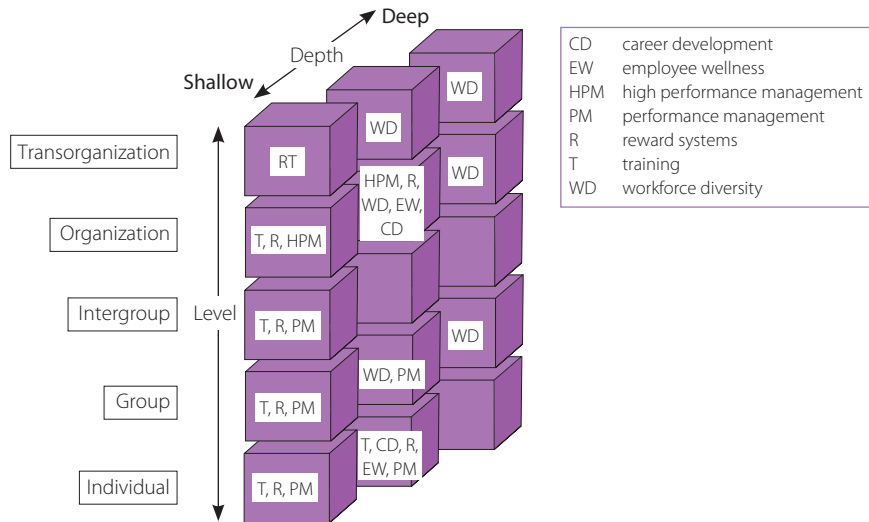 Deep
Depth
Shallow
CD career development
EW employee wellness
HPM high performance management
PM performance management
R reward systems
T training
WD workforce diversity
Transorganization
Organization
Intergroup
Group
Individual
Level
RT
WD
WD
T, R, HPM
HPM, R,
WD, EW,
CD
WD
T, R, PM
T, R, PM
WD, PM
WD
T, R, PM
T, CD, R,
EW, PM